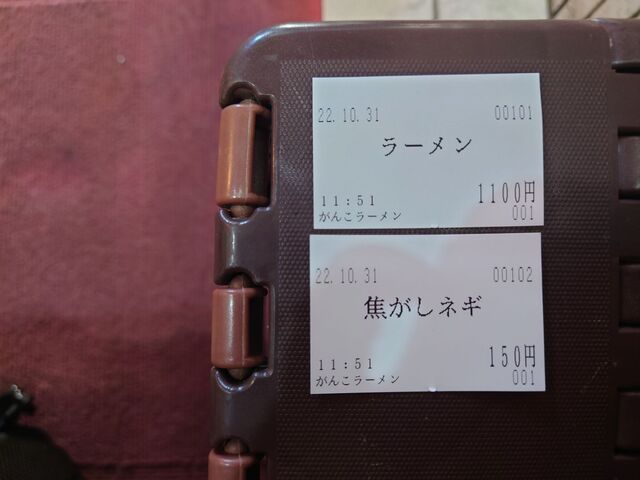 22.10.31 00101
ラーメン
1100円
11:51 001
がんこラーメン
22.10.31 00102
焦がしネギ
150円
11:51 001
がんこラーメン